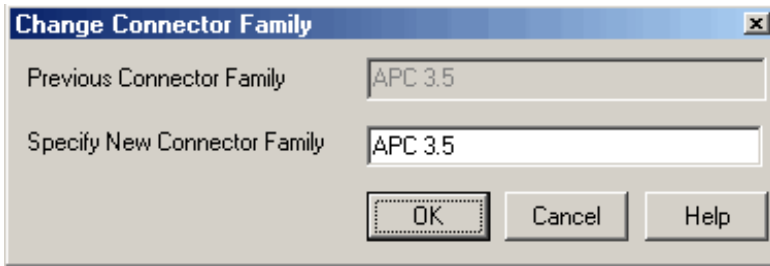 Change Connector Family
Previous Connector Family APC 3.5
Specify New Connector Family APC 3.5
OK Cancel Help